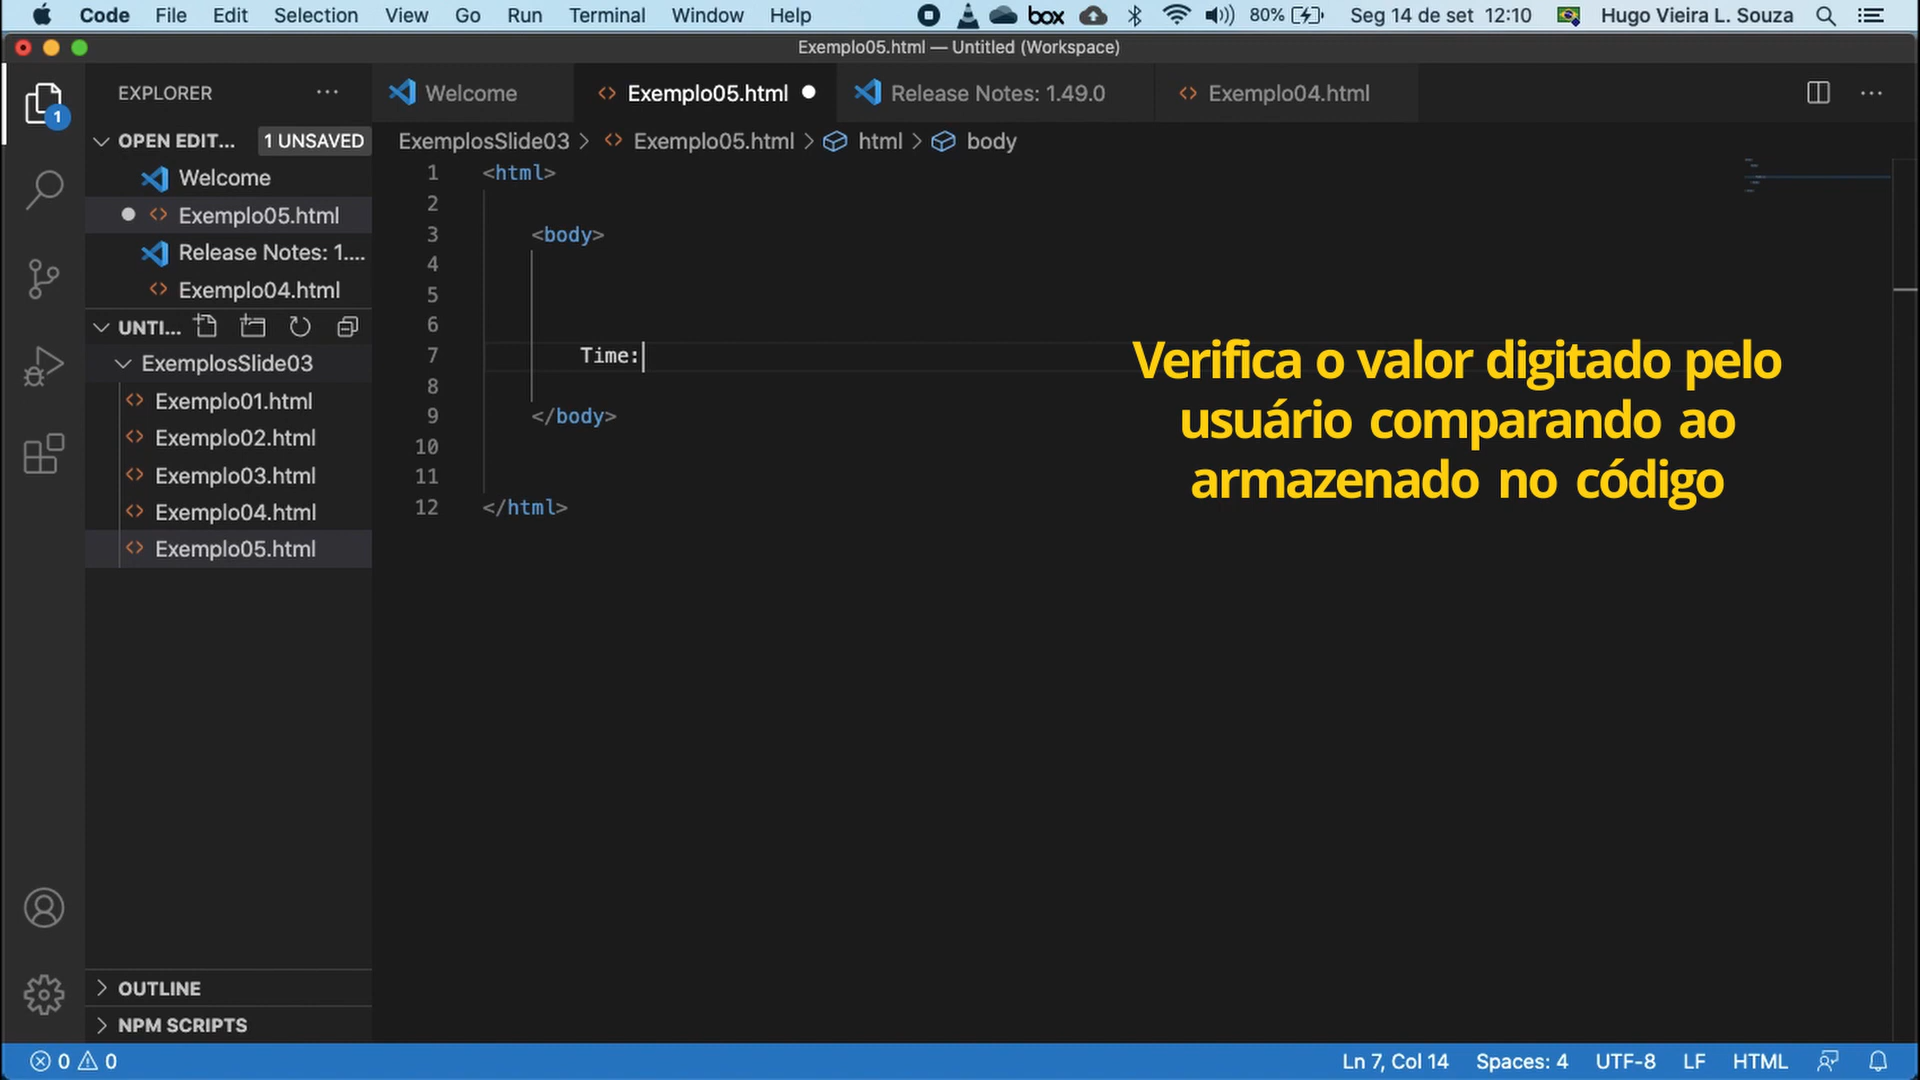 Code File Edit Selection View Go Run Terminal Window Help box 80% Seg 14 de set 12:10 Hugo Vieira L. Souza
Exemplo05.html — Untitled (Workspace)
EXPLORER
Welcome
Exemplo05.html
Release Notes: 1.49.0
Exemplo04.html
1
OPEN EDIT... 1 UNSAVED
Welcome
Exemplo05.html
Release Notes: 1....
Exemplo04.html
UNTI...
ExemplosSlide03
Exemplo01.html
Exemplo02.html
Exemplo03.html
Exemplo04.html
Exemplo05.html
OUTLINE
NPM SCRIPTS
ExemplosSlide03 > Exemplo05.html > html > body
1 <html>
2
3 <body>
4
5
6
7 Time:
8
9 </body>
10
11
12 </html>
Verifica o valor digitado pelo
usuário comparando ao
armazenado no código
0 0 Ln 7, Col 14 Spaces: 4 UTF-8 LF HTML